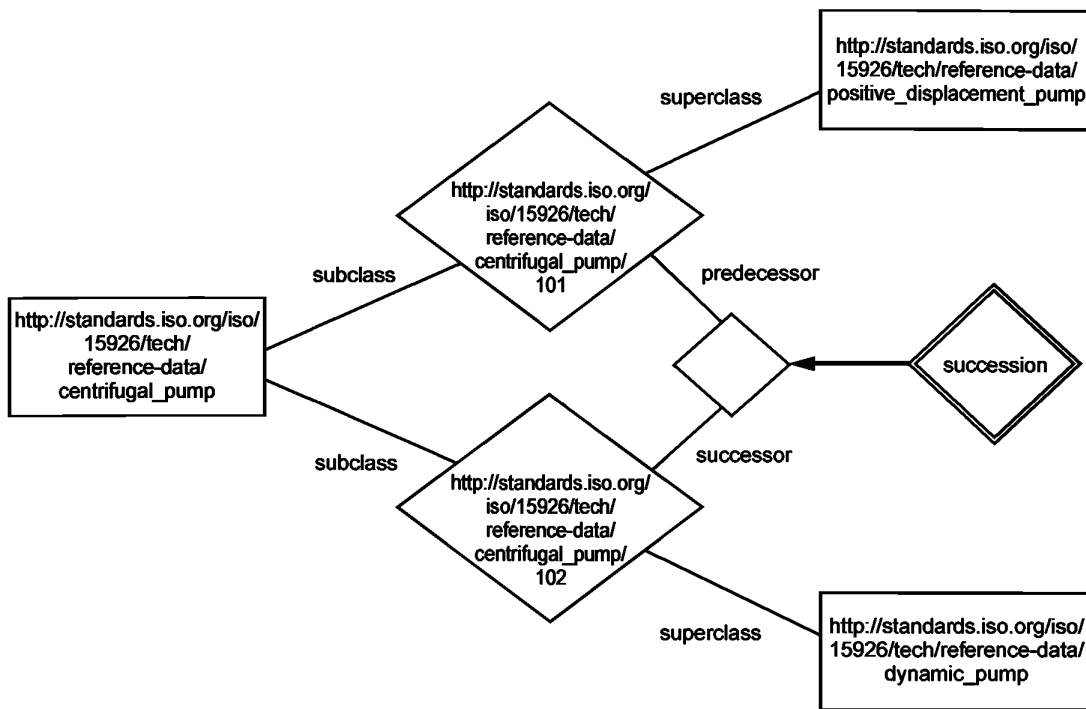 http://standards.iso.org/iso/
15926/tech/reference-data/
positive_displacement_pump
superclass
http://standards.iso.org/
iso/15926/tech/
reference-data/
centrifugal_pump/
101
subclass
predecessor
http://standards.iso.org/iso/
15926/tech/
reference-data/
centrifugal_pump
succession
subclass
successor
http://standards.iso.org/
iso/15926/tech/
reference-data/
centrifugal_pump/
102
superclass
http://standards.iso.org/iso/
15926/tech/reference-data/
dynamic_pump